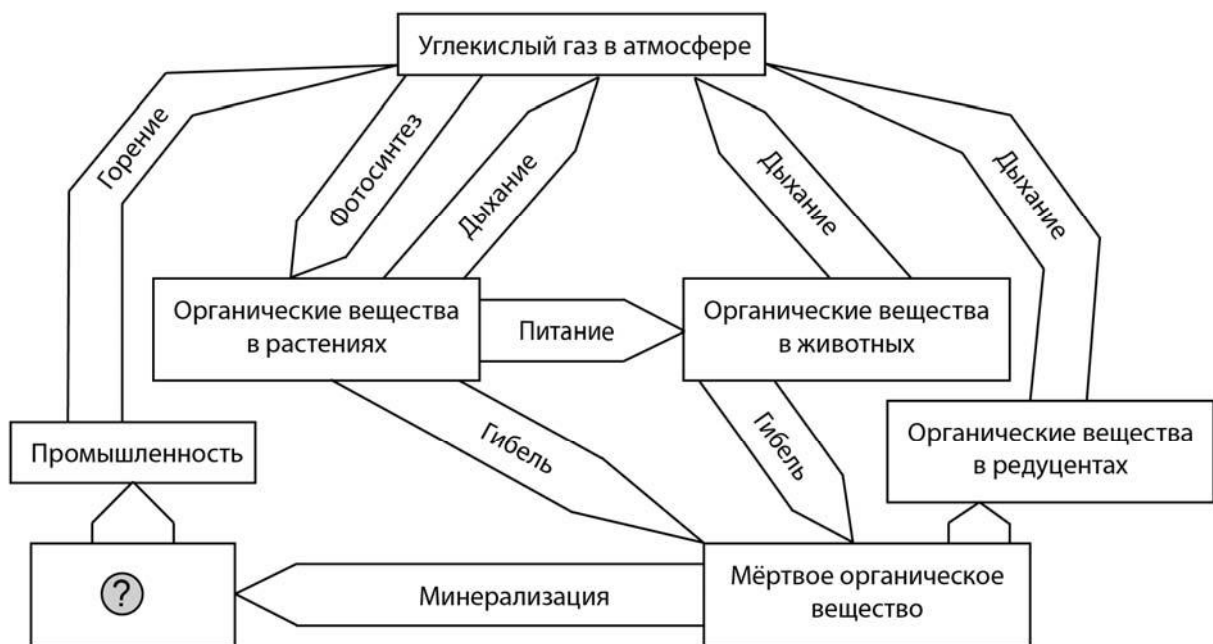 Углекислый газ в атмосфере
Горение
Фотосинтез
Дыхание
Дыхание
Дыхание
Органические вещества
в растениях
Питание
Органические вещества
в животных
Промышленность
Гибель
Гибель
Органические вещества
в редуцентах
?
Минерализация
Мёртвое органическое
вещество